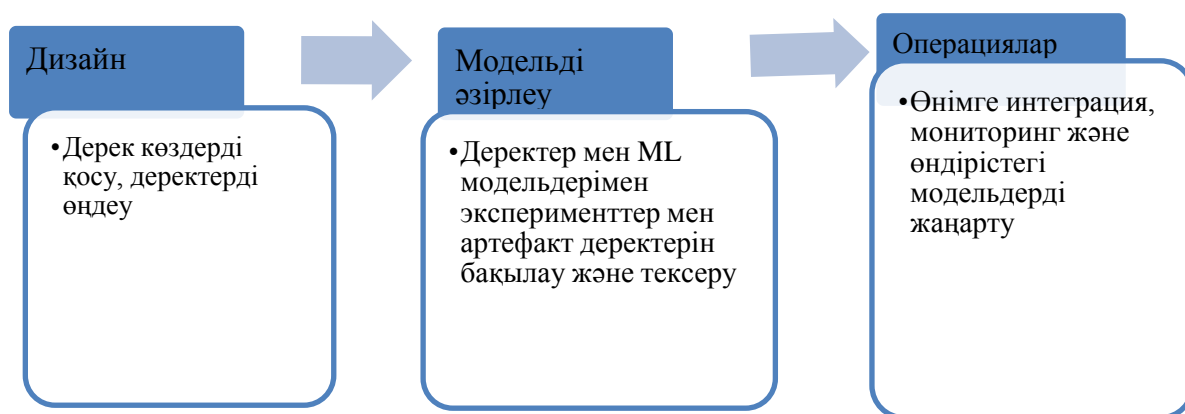 Дизайн
•Дерек көздерді
қосу, деректерді
өңдеу
Модельді
әзірлеу
•Деректер мен ML
модельдерімен
эксперименттер мен
артефакт деректерін
бақылау және тексеру
Операциялар
•Өнімге интеграция,
мониторинг және
өндірістегі
модельдерді
жаңарту